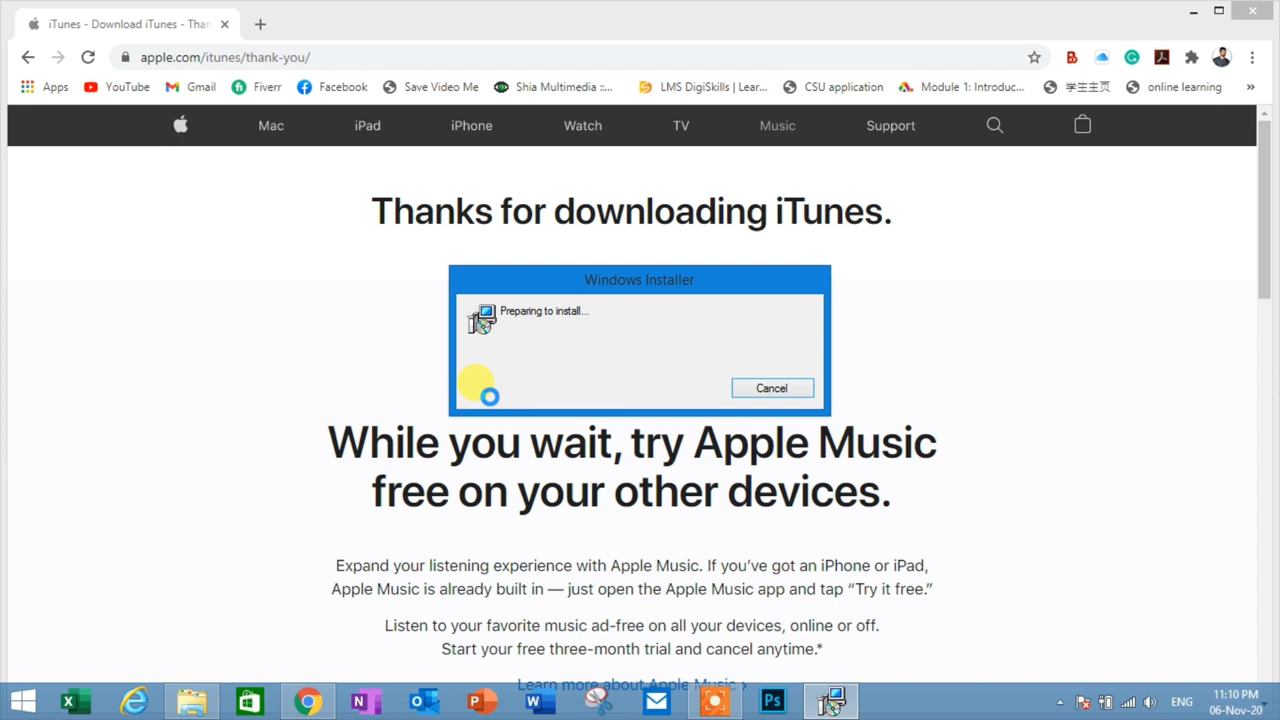 iTunes - Download iTunes - Than
apple.com/itunes/thank-you/
Apps YouTube Gmail Fiverr Facebook Save Video Me Shia Multimedia ::... LMS DigiSkills | Lear... CSU application Module 1: Introduc... 学生主页 online learning »
Mac iPad iPhone Watch TV Music Support
Thanks for downloading iTunes.
Windows Installer
Preparing to install...
Cancel
While you wait, try Apple Music
free on your other devices.
Expand your listening experience with Apple Music. If you’ve got an iPhone or iPad,
Apple Music is already built in — just open the Apple Music app and tap “Try it free.”
Listen to your favorite music ad-free on all your devices, online or off.
Start your free three-month trial and cancel anytime.*
Learn more about Apple Music >
ENG
11:10 PM
06-Nov-20